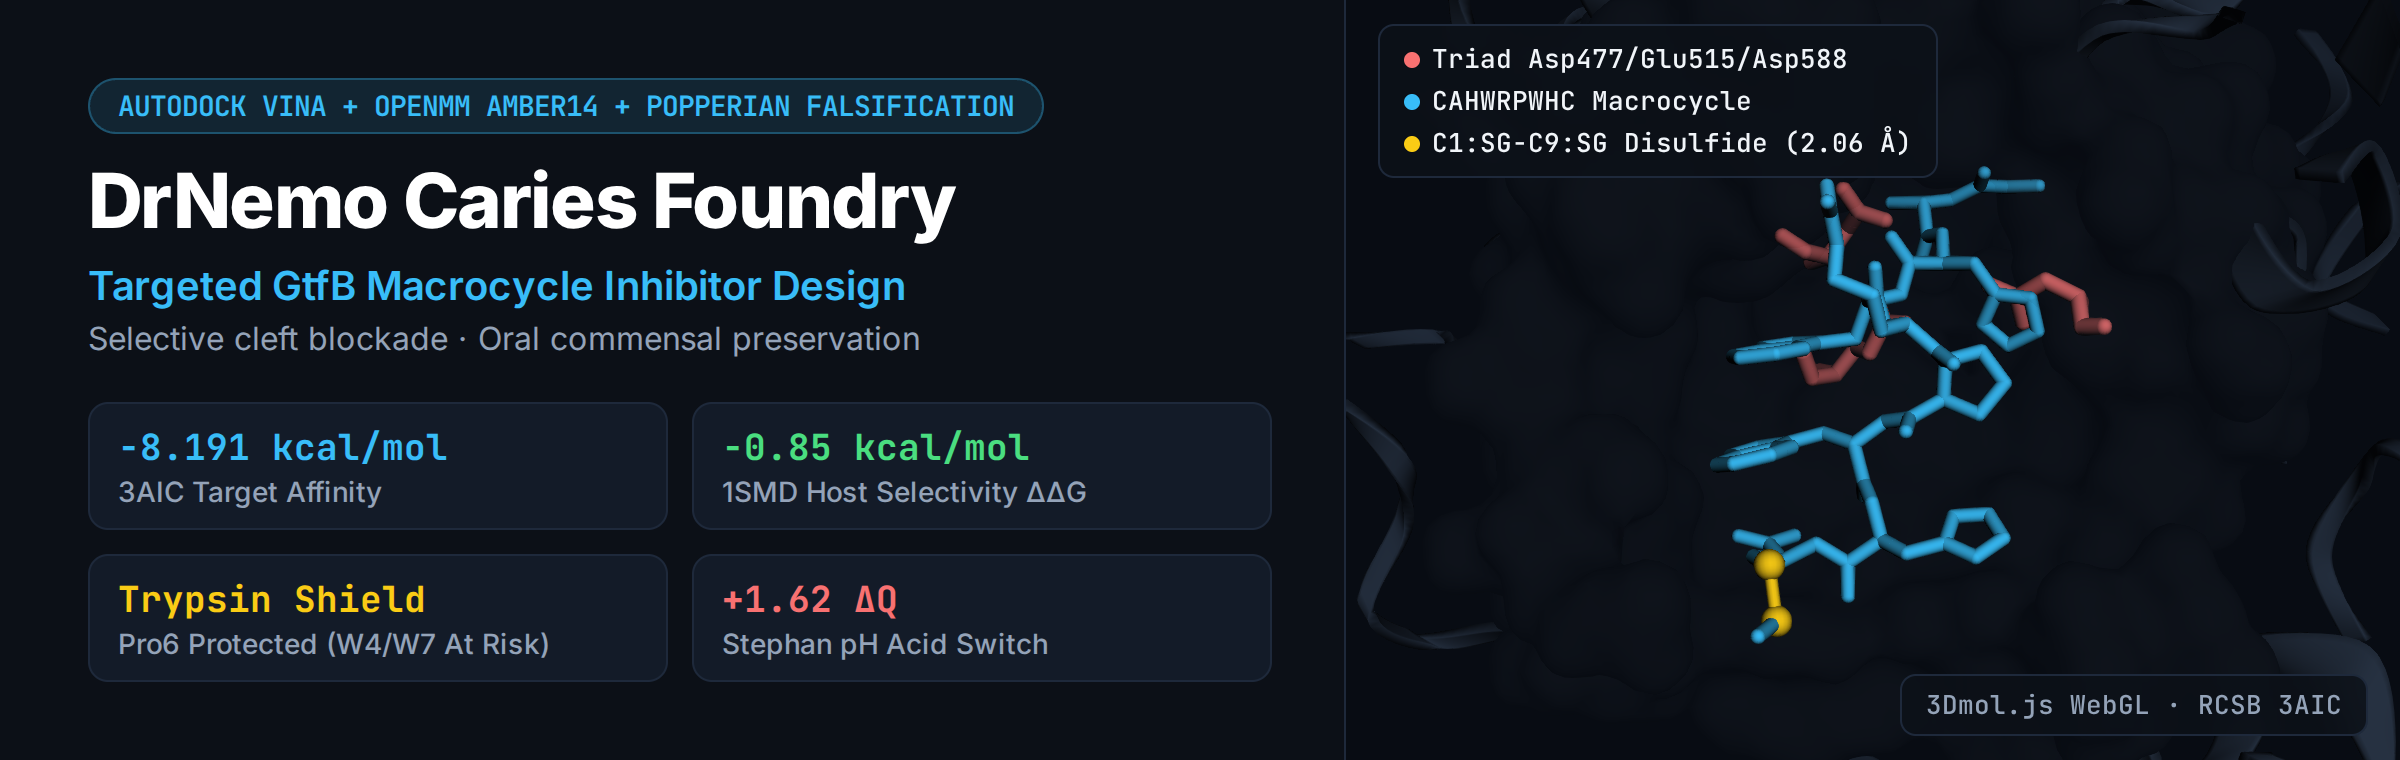 AUTODOCK VINA + OPENMM AMBER14 + POPPERIAN FALSIFICATION
DrNemo Caries Foundry
Targeted GtfB Macrocycle Inhibitor Design
Selective cleft blockade · Oral commensal preservation
-8.191 kcal/mol
3AIC Target Affinity
-0.85 kcal/mol
1SMD Host Selectivity ΔΔG
Trypsin Shield
Pro6 Protected (W4/W7 At Risk)
+1.62 ΔQ
Stephan pH Acid Switch
Triad Asp477/Glu515/Asp588
CAHWRPWHC Macrocycle
C1:SG-C9:SG Disulfide (2.06 Å)
3Dmol.js WebGL · RCSB 3AIC